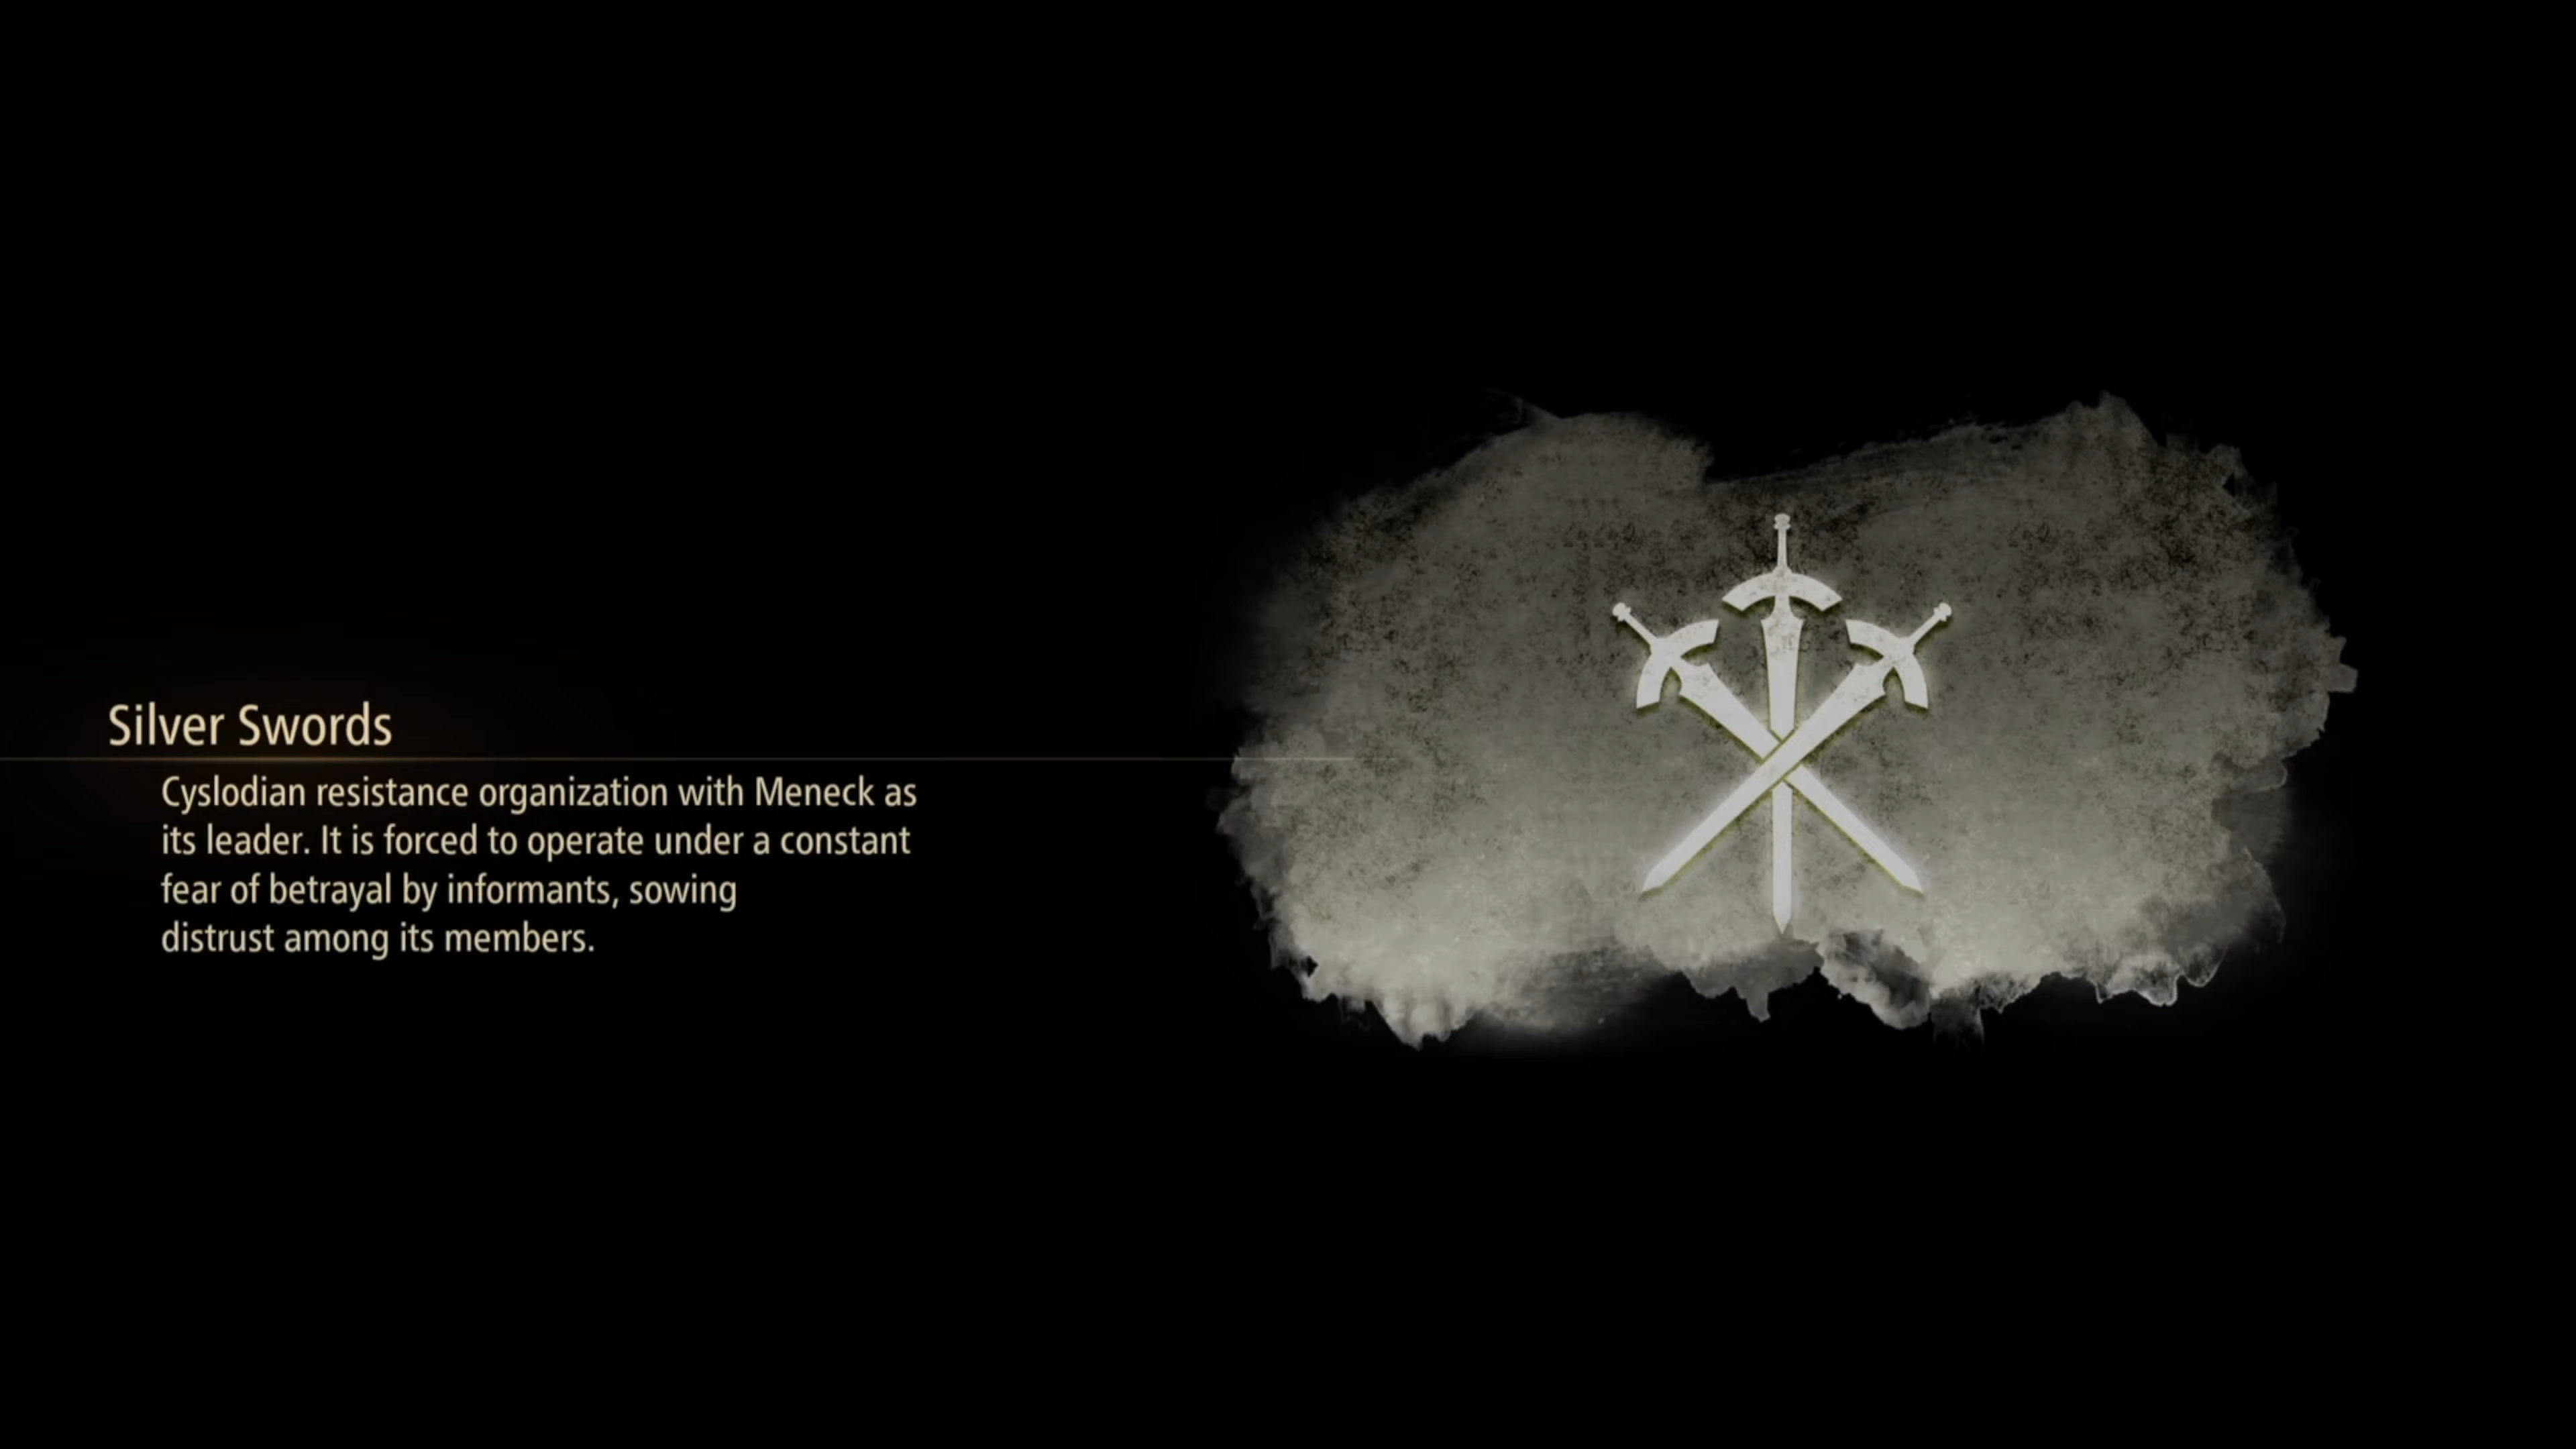 Silver Swords
Cyslodian resistance organization with Meneck as
its leader. It is forced to operate under a constant
fear of betrayal by informants, sowing
distrust among its members.